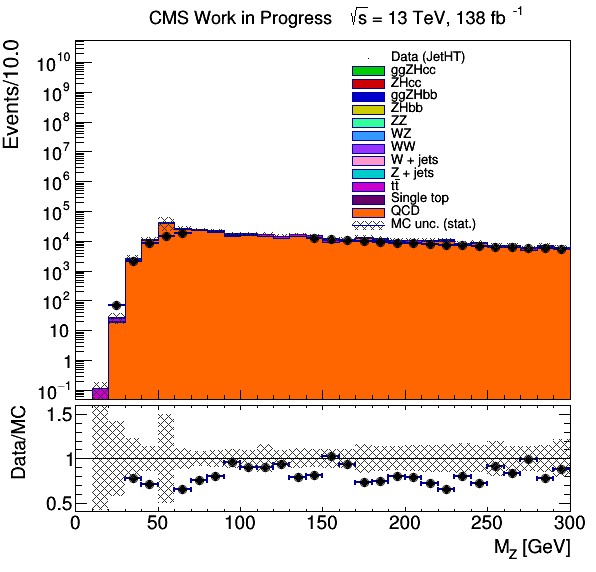 CMS Work in Progress √s = 13 TeV, 138 fb⁻¹
Events/10.0
10¹⁰
10⁹
10⁸
10⁷
10⁶
10⁵
10⁴
10³
10²
10
1
10⁻¹
Data (JetHT)
ggZHcc
ZHcc
ggZHbb
ZHbb
ZZ
WZ
WW
W + jets
Z + jets
tt̄
Single top
QCD
MC unc. (stat.)
Data/MC
1.5
1
0.5
0 50 100 150 200 250 300
M_Z [GeV]